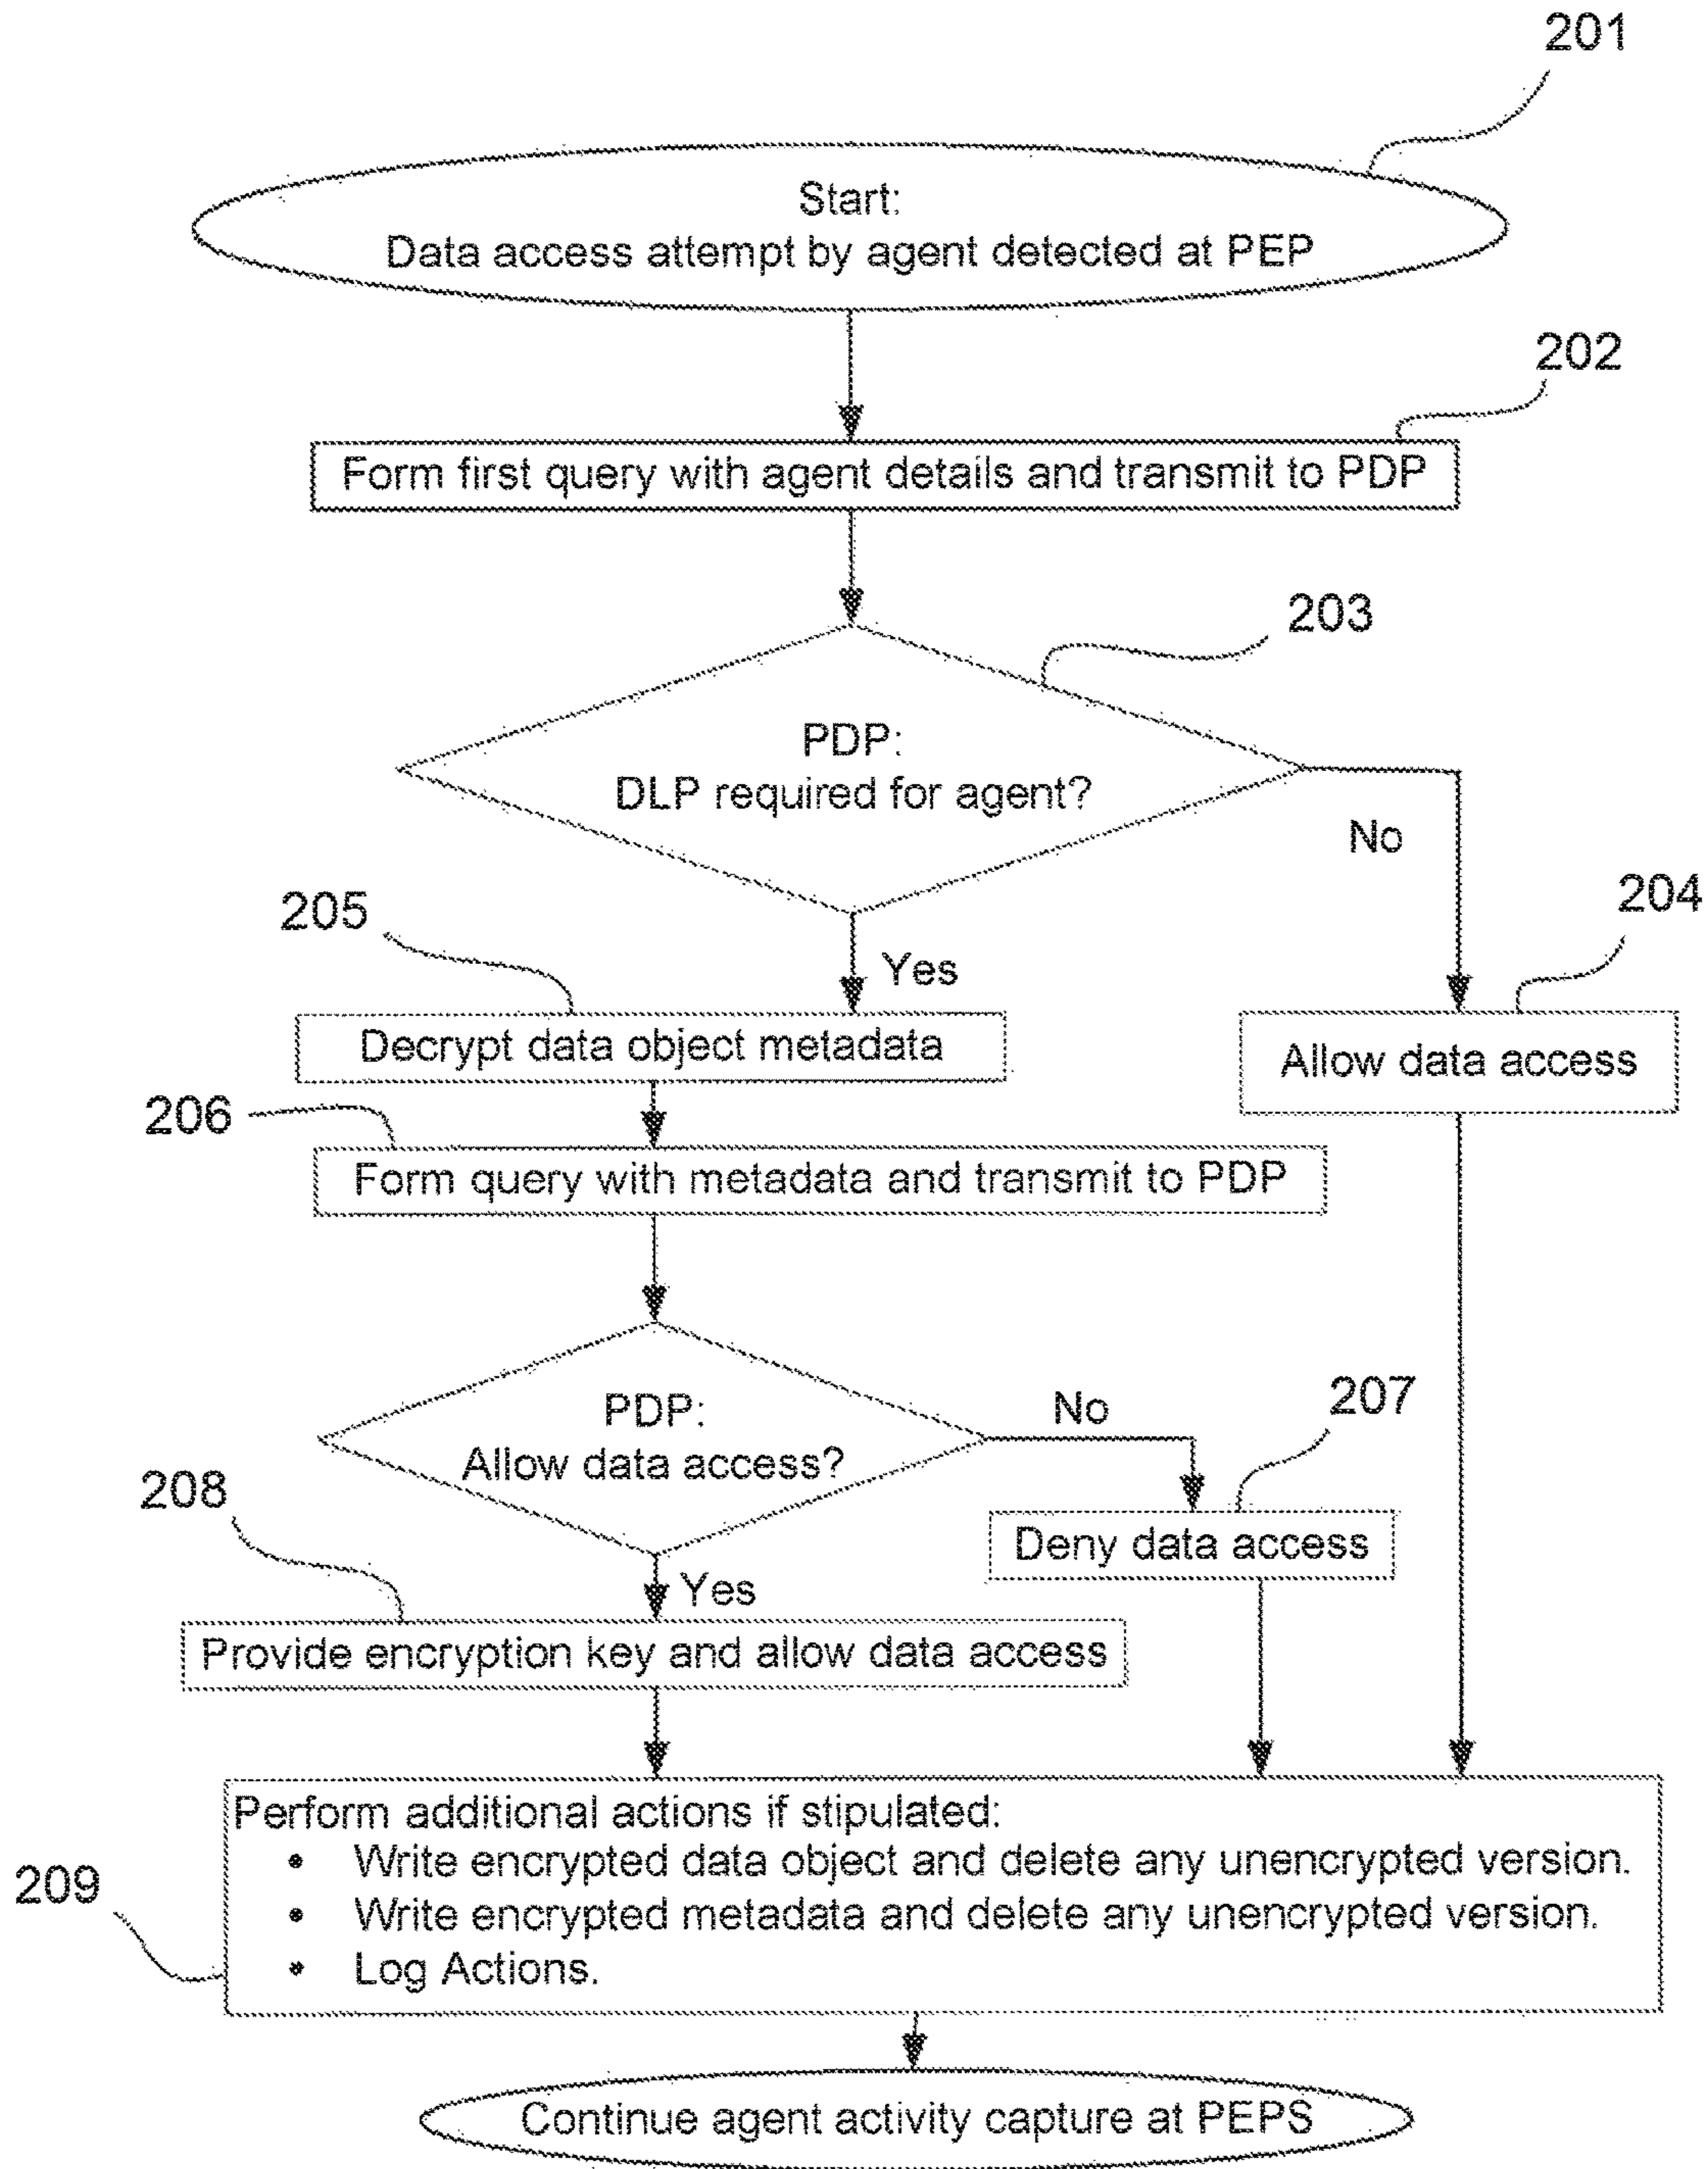 201
Start:
Data access attempt by agent detected at PEP
202
Form first query with agent details and transmit to PDP
203
PDP:
DLP required for agent?
No
204
205
Yes
Decrypt data object metadata
Allow data access
206
Form query with metadata and transmit to PDP
207
No
PDP:
Allow data access?
208
Deny data access
Yes
Provide encryption key and allow data access
Perform additional actions if stipulated:
• Write encrypted data object and delete any unencrypted version.
209
• Write encrypted metadata and delete any unencrypted version.
• Log Actions.
Continue agent activity capture at PEPS